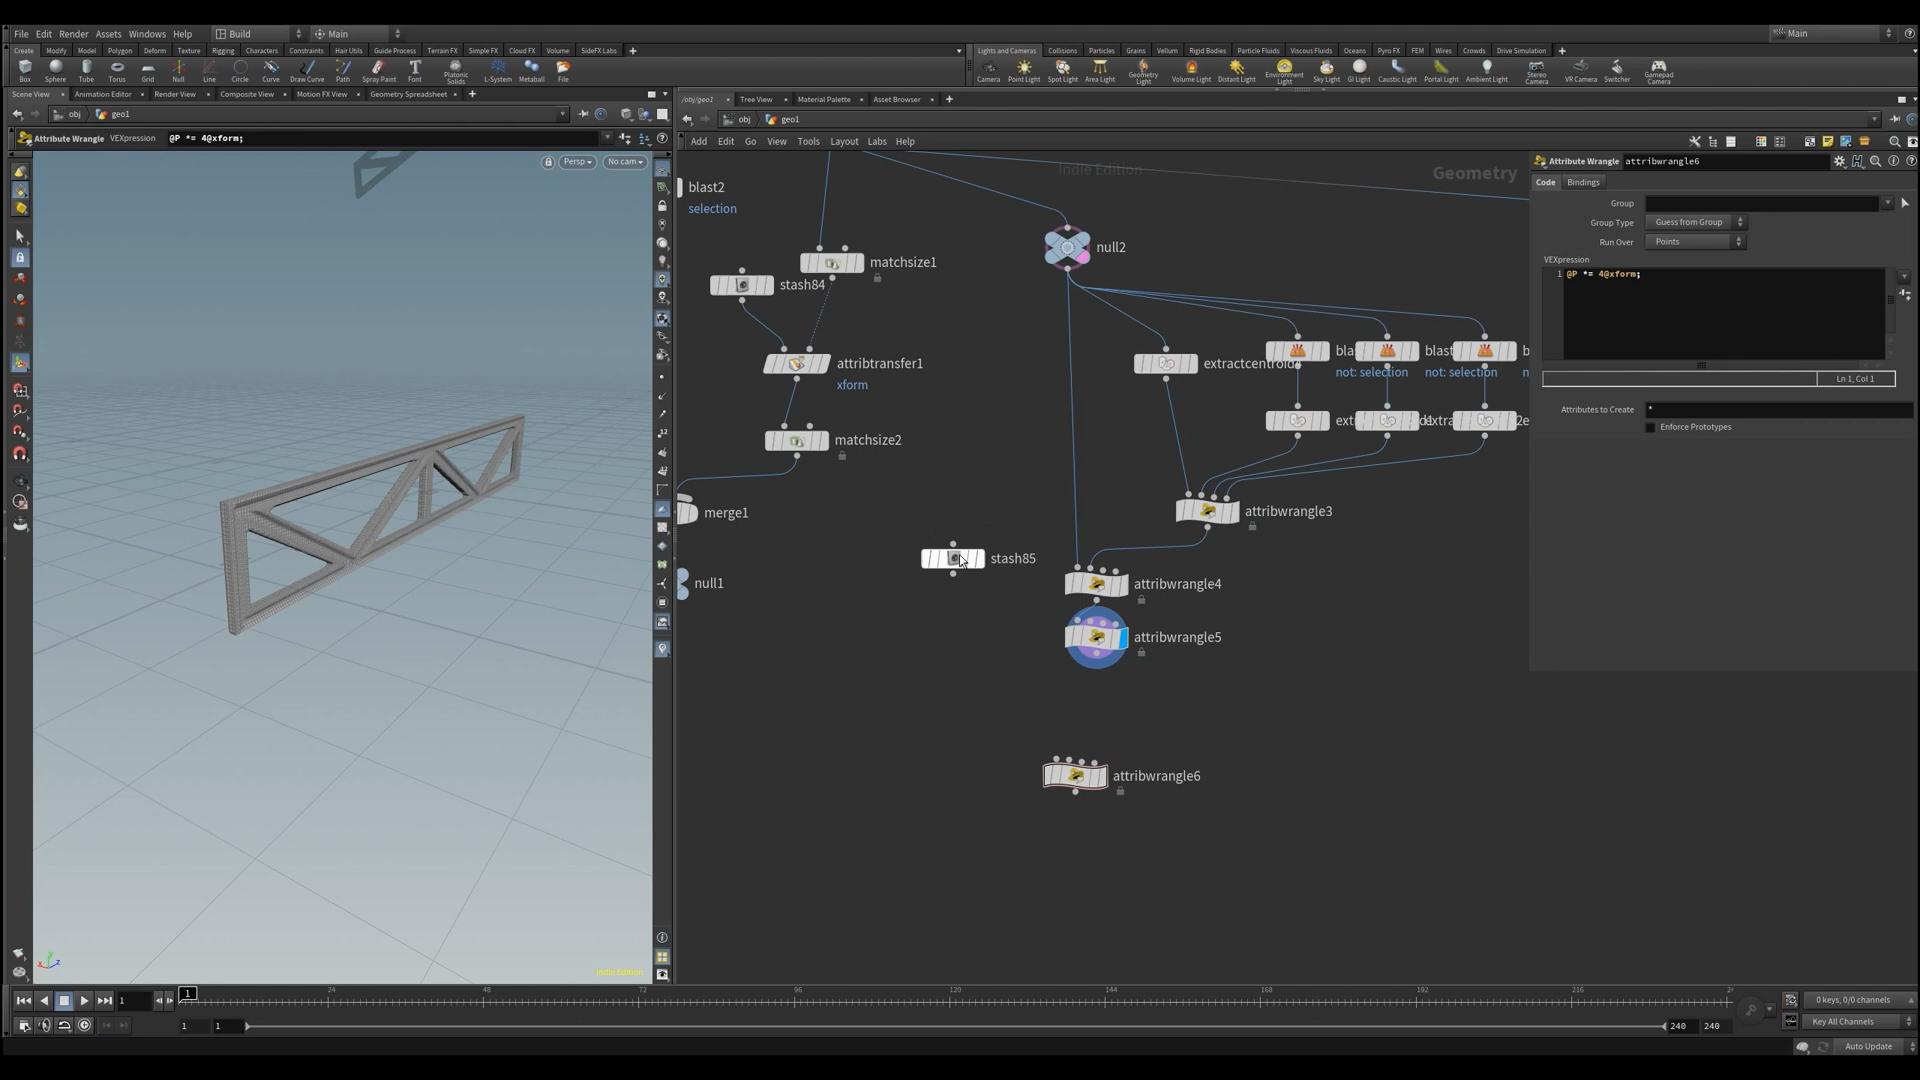 File Edit Render Assets Windows Help Build Main Main
Create Modify Model Polygon Deform Texture Rigging Characters Constraints Hair Utils Guide Process Terrain FX Simple FX Cloud FX Volume SideFX Labs
Lights and Cameras Collisions Particles Grains Vellum Rigid Bodies Particle Fluids Viscous Fluids Oceans Pyro FX FEM Wires Crowds Drive Simulation
Box Sphere Tube Torus Grid Null Line Circle Curve Draw Curve Path Spray Paint Font Platonic Solids L-System Metaball File
Camera Point Light Spot Light Area Light Geometry Light Volume Light Distant Light Environment Light Sky Light GI Light Caustic Light Portal Light Ambient Light Stereo Camera VR Camera Switcher Gamepad Camera
Scene View Animation Editor Render View Composite View Motion FX View Geometry Spreadsheet
/obj/geo1 Tree View Material Palette Asset Browser
obj geo1
obj geo1
Attribute Wrangle VEXpression @P *= 4@xform;
Add Edit Go View Tools Layout Labs Help
Persp No cam
Indie Edition
Geometry
Attribute Wrangle attribwrangle6
Code Bindings
Group
Group Type Guess from Group
Run Over Points
VEXpression
1 @P *= 4@xform;
Ln 1, Col 1
Attributes to Create *
Enforce Prototypes
blast2
selection
null2
matchsize1
stash84
attribtransfer1
xform
extractcentroid
blas
blast
b
not: selection
not: selection
n
matchsize2
merge1
attribwrangle3
stash85
null1
attribwrangle4
attribwrangle5
attribwrangle6
Indie Edition
1 1 24 48 72 96 120 144 168 192 216
0 keys, 0/0 channels
1 1 240 240
Key All Channels
Auto Update